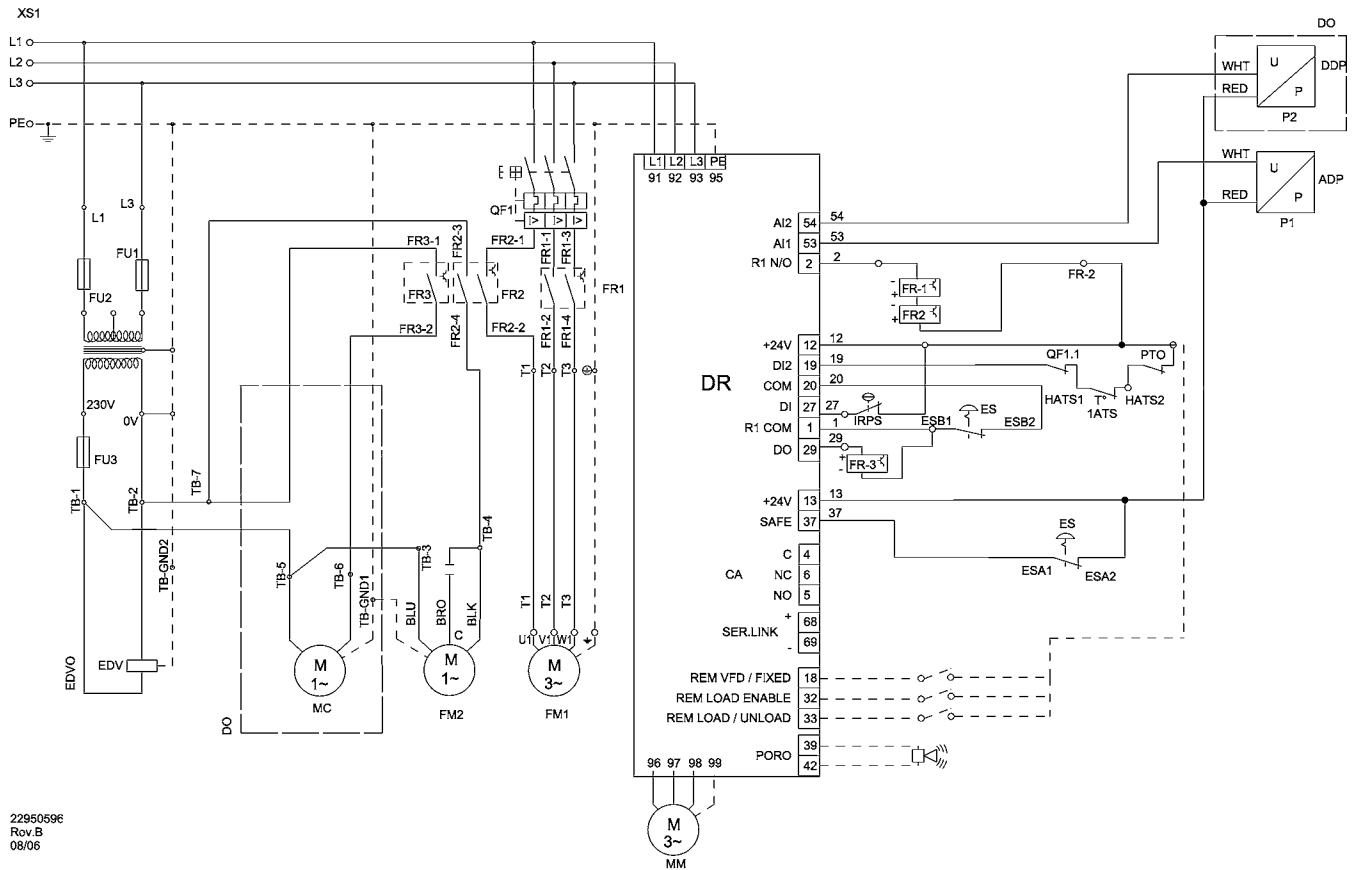 XS1
L1
L2
L3
PE
DO
WHT
U
DDP
RED
P
P2
WHT
U
ADP
RED
P
P1
L1 L2 L3 PE
91 92 93 95
L1
L3
FU1
FU2
QF1
I> I> I>
FR3-1
FR2-3
FR2-1
FR1-1
FR1-3
FR3
FR2
FR1
FR3-2
FR2-4
FR2-2
FR1-2
FR1-4
T1
T2
T3
230V
0V
FU3
TB-1
TB-2
TB-7
TB-GND2
TB-5
TB-6
TB-GND1
TB-3
TB-4
BLU
BRO
BLK
C
T1
T2
T3
U1 V1 W1
EDV
EDVO
DO
M
1~
MC
M
1~
FM2
M
3~
FM1
DR
AI2 54 54
AI1 53 53
R1 N/O 2 2
- FR-1
+
- FR2
+
FR-2
+24V 12 12
DI2 19 19
COM 20 20
DI 27 27
R1 COM 1 1
DO 29 29
QF1.1
PTO
HATS1
T°
1ATS
HATS2
IRPS
ESB1
ES
ESB2
+
-
FR-3
+24V 13 13
SAFE 37 37
ES
ESA1
ESA2
C 4
CA NC 6
NO 5
+ 68
SER.LINK
- 69
REM VFD / FIXED 18
REM LOAD ENABLE 32
REM LOAD / UNLOAD 33
PORO
39
42
96 97 98 99
M
3~
MM
22950596
Rev.B
08/06